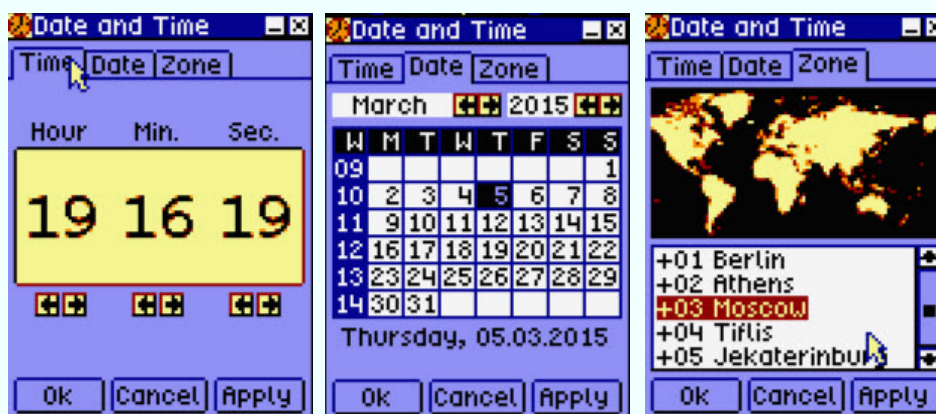 Date and Time
Time Date Zone
Hour Min. Sec.
19 16 19
Ok Cancel Apply
Date and Time
Time Date Zone
March 2015
W M T W T F S S
09 1
10 2 3 4 5 6 7 8
11 9 10 11 12 13 14 15
12 16 17 18 19 20 21 22
13 23 24 25 26 27 28 29
14 30 31
Thursday, 05.03.2015
Ok Cancel Apply
Date and Time
Time Date Zone
+01 Berlin
+02 Athens
+03 Moscow
+04 Tiflis
+05 Jekaterinburg
Ok Cancel Apply